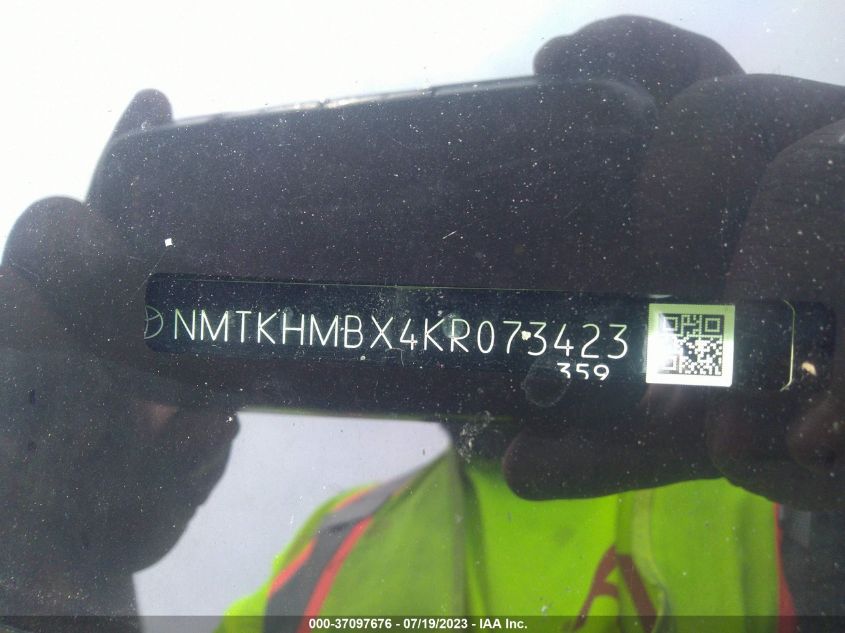 NMTKHMBX4KR073423
359
000-37097676 - 07/19/2023 - IAA Inc.